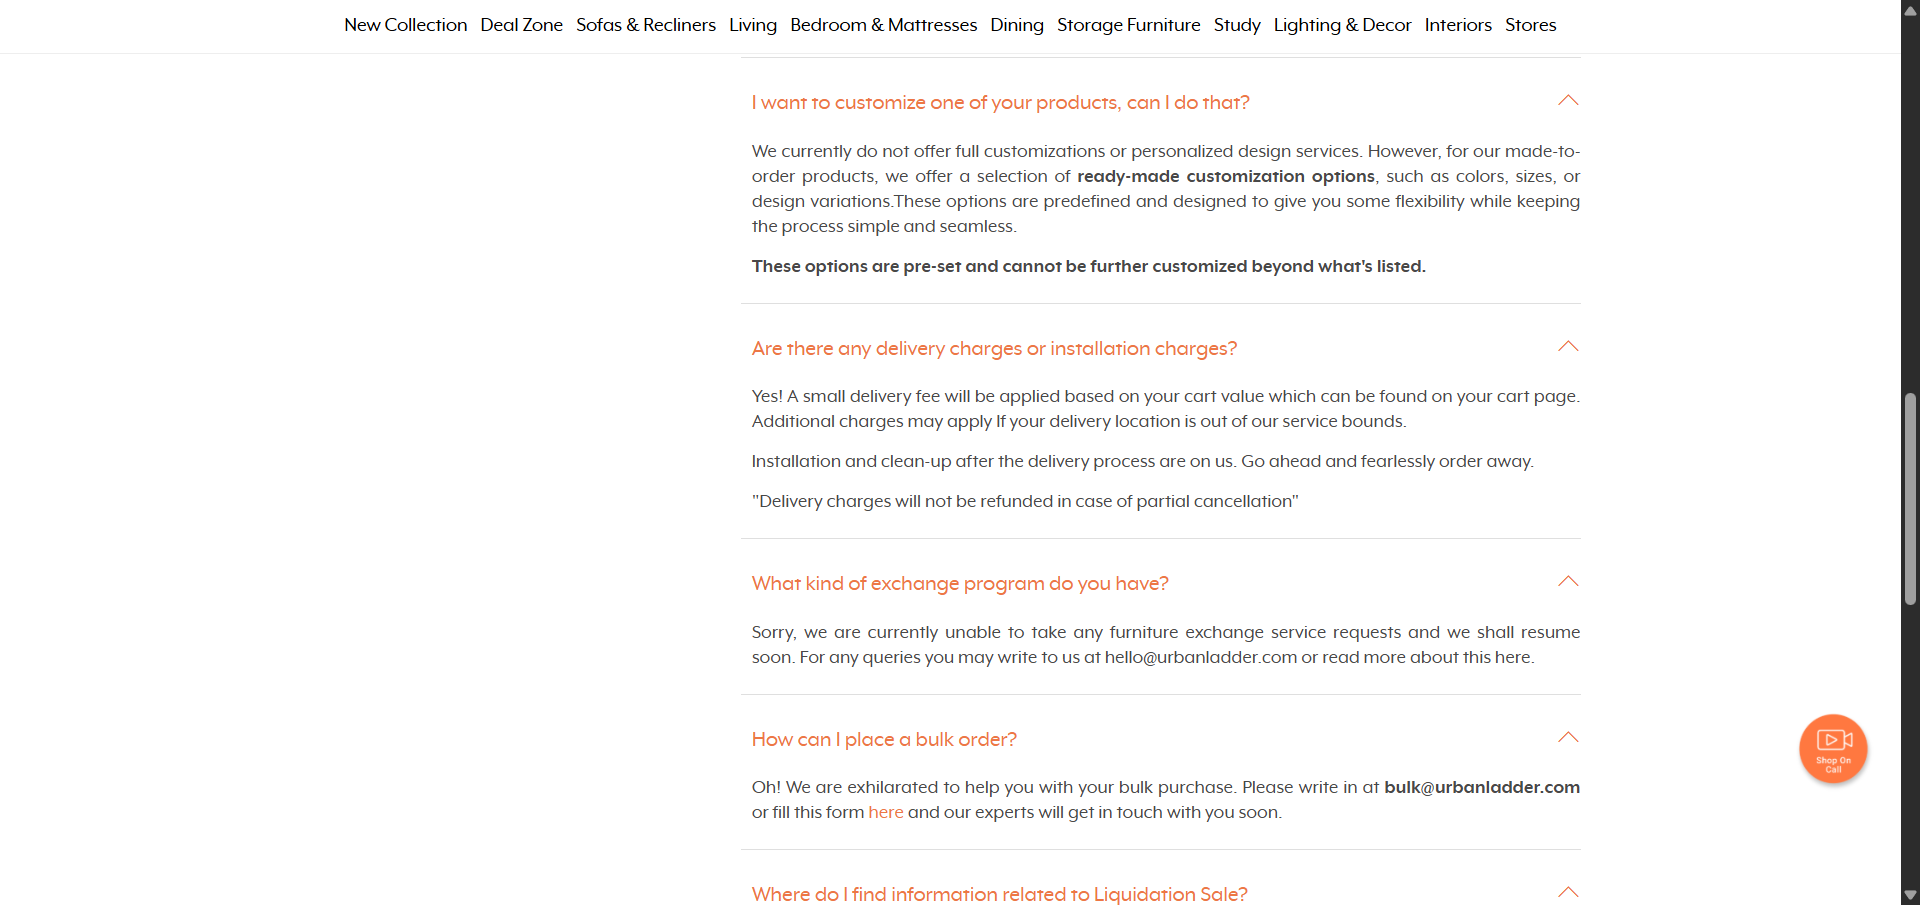 New Collection Deal Zone Sofas & Recliners Living Bedroom & Mattresses Dining Storage Furniture Study Lighting & Decor Interiors Stores
I want to customize one of your products, can I do that?
We currently do not offer full customizations or personalized design services. However, for our made-to-
order products, we offer a selection of ready-made customization options, such as colors, sizes, or
design variations.These options are predefined and designed to give you some flexibility while keeping
the process simple and seamless.
These options are pre-set and cannot be further customized beyond what's listed.
Are there any delivery charges or installation charges?
Yes! A small delivery fee will be applied based on your cart value which can be found on your cart page.
Additional charges may apply If your delivery location is out of our service bounds.
Installation and clean-up after the delivery process are on us. Go ahead and fearlessly order away.
"Delivery charges will not be refunded in case of partial cancellation"
What kind of exchange program do you have?
Sorry, we are currently unable to take any furniture exchange service requests and we shall resume
soon. For any queries you may write to us at hello@urbanladder.com or read more about this here.
How can I place a bulk order?
Oh! We are exhilarated to help you with your bulk purchase. Please write in at bulk@urbanladder.com
or fill this form here and our experts will get in touch with you soon.
Shop On
Call
Where do I find information related to Liquidation Sale?